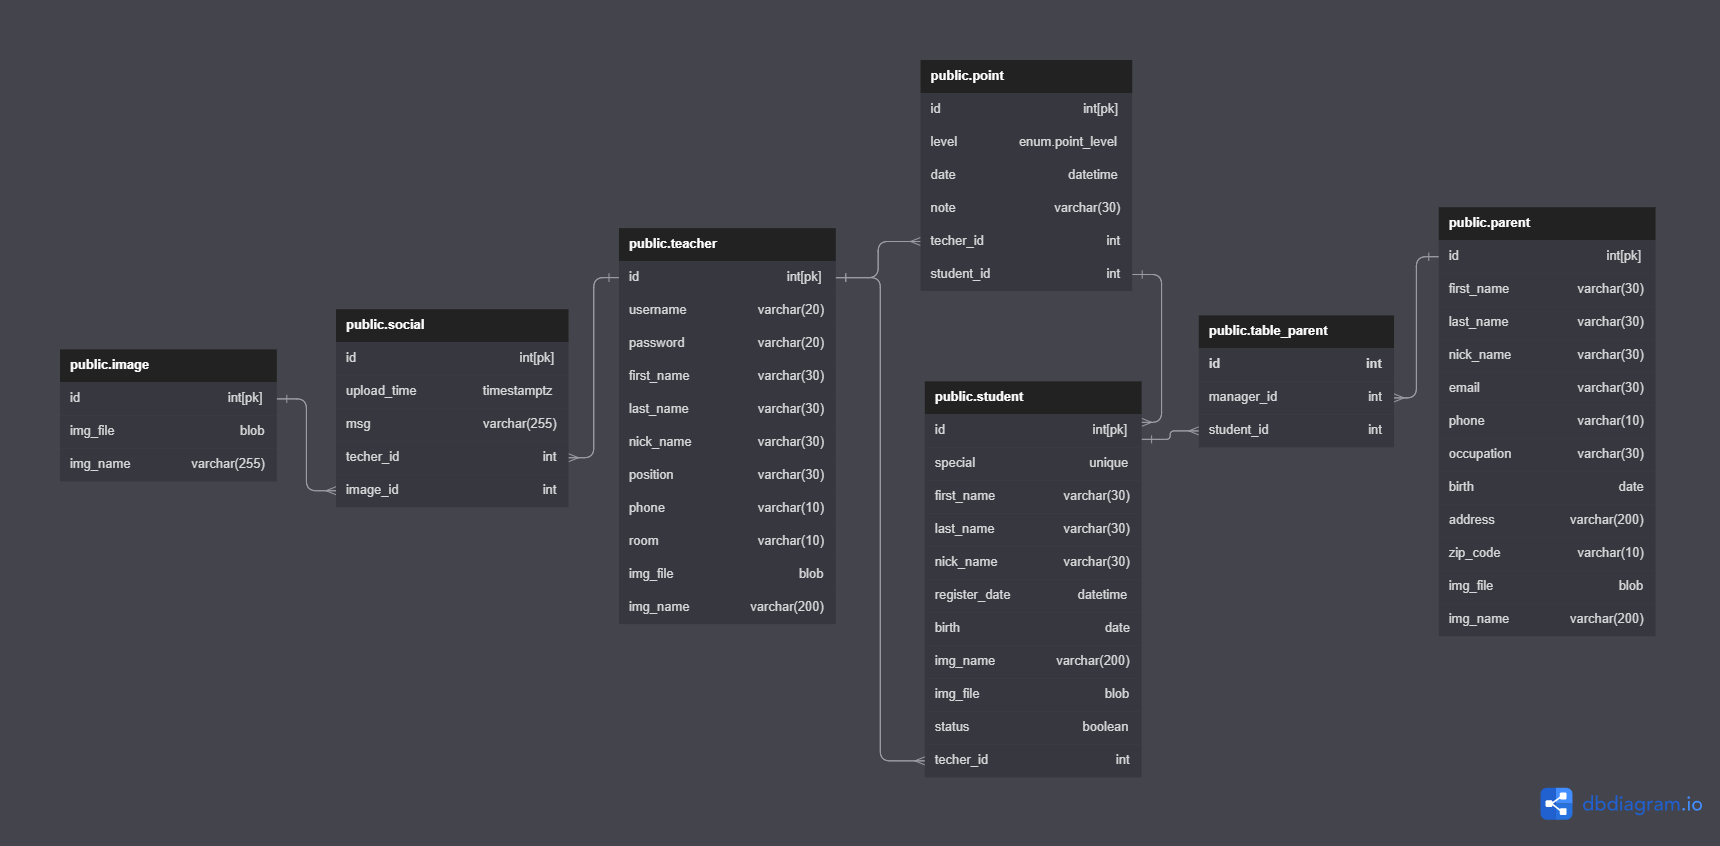 public.image
id int[pk]
img_file blob
img_name varchar(255)
public.social
id int[pk]
upload_time timestamptz
msg varchar(255)
techer_id int
image_id int
public.teacher
id int[pk]
username varchar(20)
password varchar(20)
first_name varchar(30)
last_name varchar(30)
nick_name varchar(30)
position varchar(30)
phone varchar(10)
room varchar(10)
img_file blob
img_name varchar(200)
public.point
id int[pk]
level enum.point_level
date datetime
note varchar(30)
techer_id int
student_id int
public.student
id int[pk]
special unique
first_name varchar(30)
last_name varchar(30)
nick_name varchar(30)
register_date datetime
birth date
img_name varchar(200)
img_file blob
status boolean
techer_id int
public.table_parent
id int
manager_id int
student_id int
public.parent
id int[pk]
first_name varchar(30)
last_name varchar(30)
nick_name varchar(30)
email varchar(30)
phone varchar(10)
occupation varchar(30)
birth date
address varchar(200)
zip_code varchar(10)
img_file blob
img_name varchar(200)
dbdiagram.io